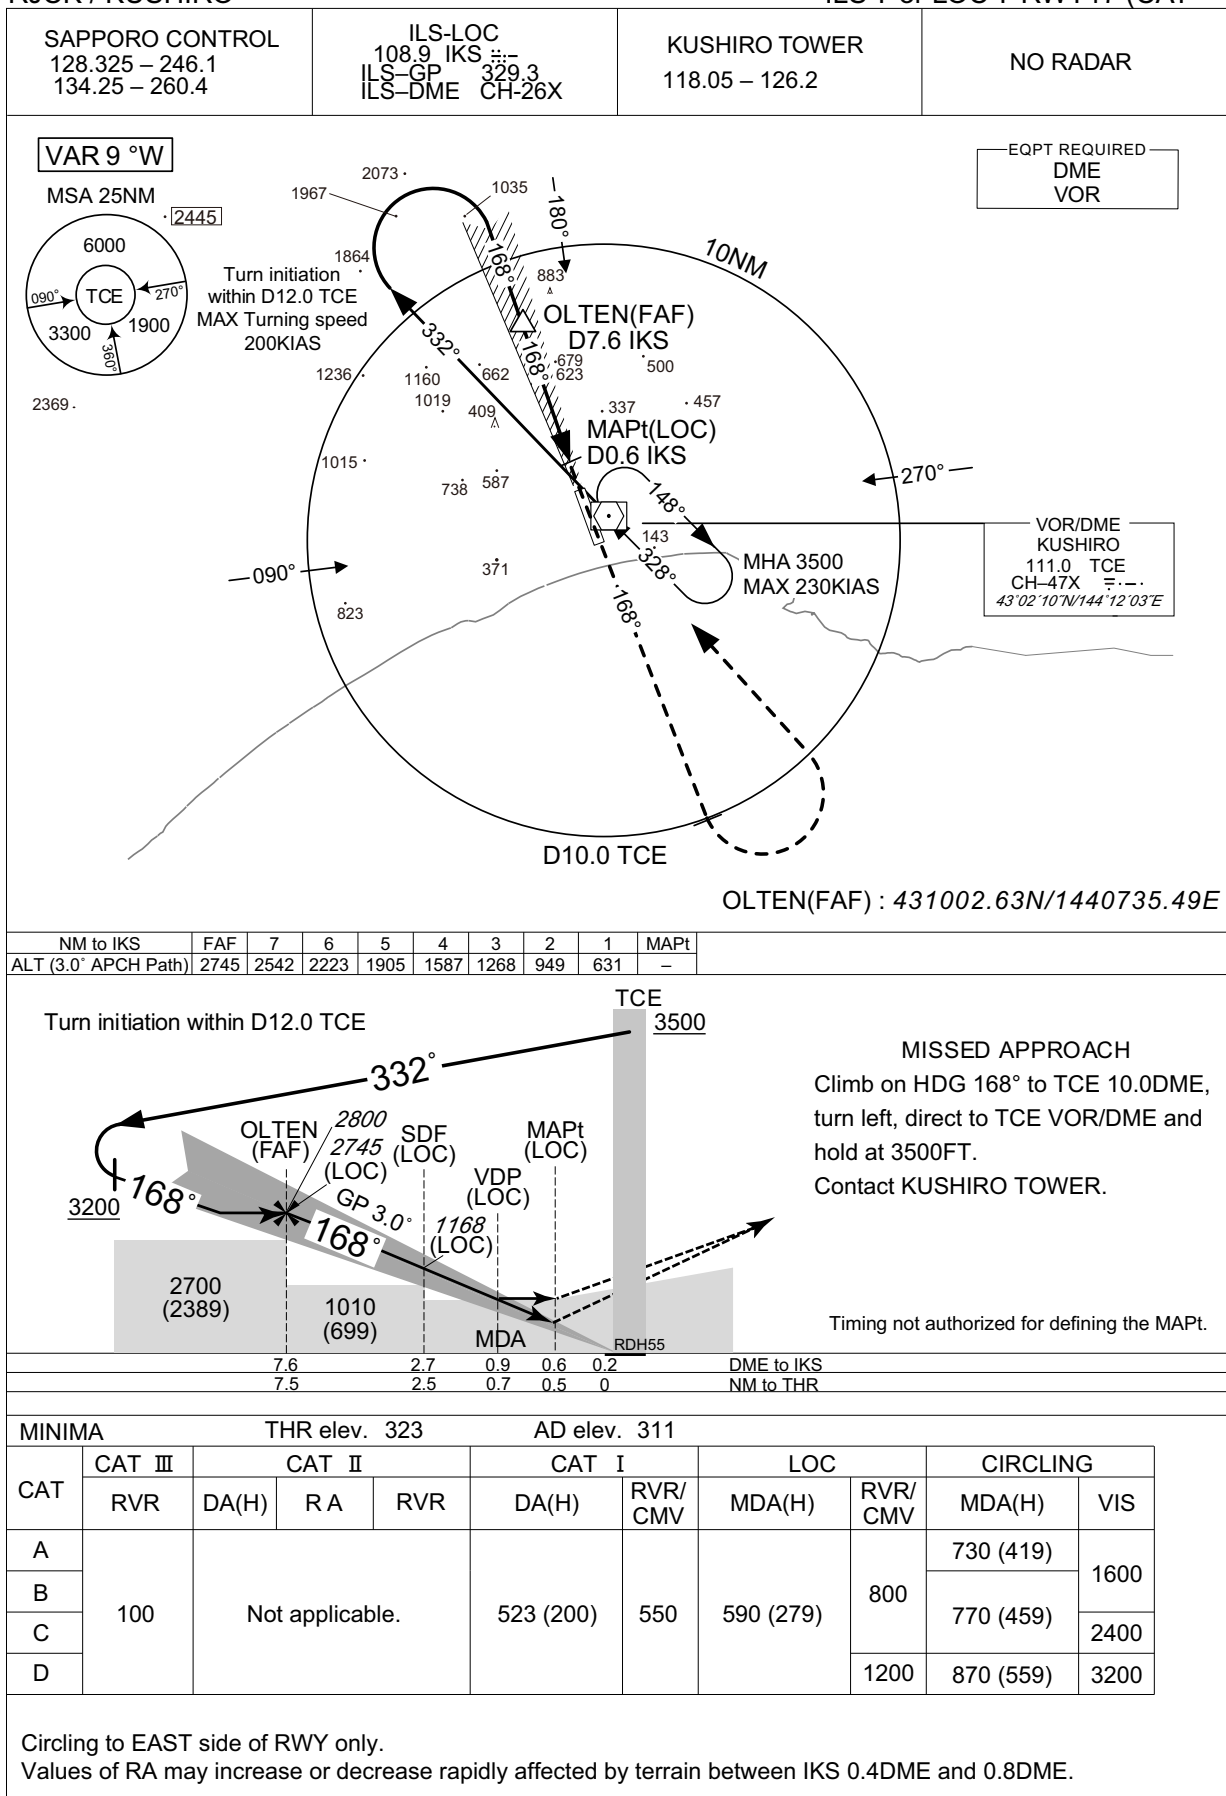 SAPPORO CONTROL
128.325 – 246.1
134.25 – 260.4
ILS-LOC
108.9 IKS
ILS–GP 329.3
ILS–DME CH-26X
KUSHIRO TOWER
118.05 – 126.2
NO RADAR
VAR 9 °W
EQPT REQUIRED
DME
VOR
MSA 25NM
2445
6000
TCE
090°
270°
3300
1900
360°
2369
2073
1967
1035
180°
1864
168°
10NM
Turn initiation
within D12.0 TCE
MAX Turning speed
200KIAS
883
OLTEN(FAF)
D7.6 IKS
332°
168°
679
623
500
1236
1160
662
1019
409
337
457
MAPt(LOC)
D0.6 IKS
1015
738
587
148°
270°
143
328°
MHA 3500
MAX 230KIAS
VOR/DME
KUSHIRO
111.0 TCE
CH–47X
43°02´10˝N/144°12´03˝E
090°
371
823
168°
D10.0 TCE
OLTEN(FAF) : 431002.63N/1440735.49E
NM to IKS FAF 7 6 5 4 3 2 1 MAPt
ALT (3.0° APCH Path) 2745 2542 2223 1905 1587 1268 949 631 –
Turn initiation within D12.0 TCE
TCE
3500
332°
OLTEN
(FAF)
2800
2745
(LOC)
SDF
(LOC)
MAPt
(LOC)
VDP
(LOC)
3200
168°
GP 3.0°
168°
1168
(LOC)
2700
(2389)
1010
(699)
MDA
RDH55
MISSED APPROACH
Climb on HDG 168° to TCE 10.0DME,
turn left, direct to TCE VOR/DME and
hold at 3500FT.
Contact KUSHIRO TOWER.
Timing not authorized for defining the MAPt.
7.6 2.7 0.9 0.6 0.2 DME to IKS
7.5 2.5 0.7 0.5 0 NM to THR
MINIMA THR elev. 323 AD elev. 311
CAT CAT Ⅲ CAT Ⅱ CAT Ⅰ LOC CIRCLING
RVR DA(H) RA RVR DA(H) RVR/CMV MDA(H) RVR/CMV MDA(H) VIS
A 730 (419)
B 1600
100 Not applicable. 523 (200) 550 590 (279) 800 770 (459)
C 2400
D 1200 870 (559) 3200
Circling to EAST side of RWY only.
Values of RA may increase or decrease rapidly affected by terrain between IKS 0.4DME and 0.8DME.